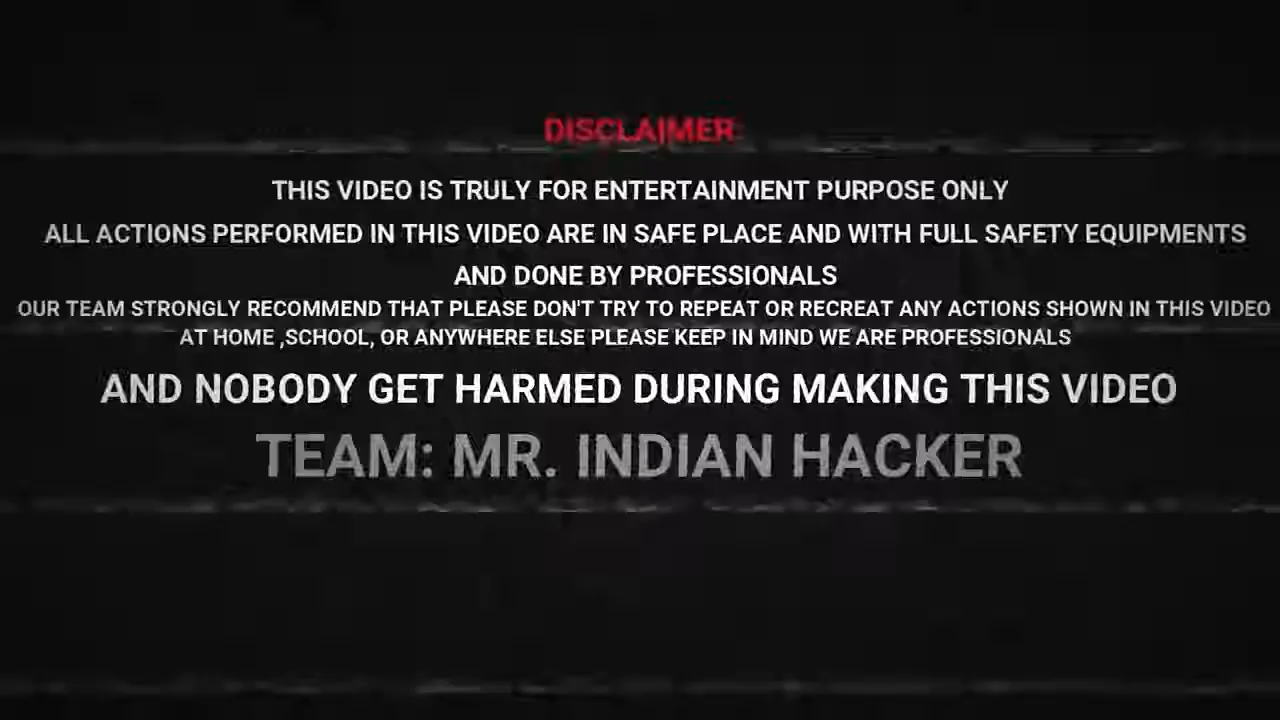 DISCLAIMER:
THIS VIDEO IS TRULY FOR ENTERTAINMENT PURPOSE ONLY
ALL ACTIONS PERFORMED IN THIS VIDEO ARE IN SAFE PLACE AND WITH FULL SAFETY EQUIPMENTS
AND DONE BY PROFESSIONALS
OUR TEAM STRONGLY RECOMMEND THAT PLEASE DON'T TRY TO REPEAT OR RECREAT ANY ACTIONS SHOWN IN THIS VIDEO
AT HOME ,SCHOOL, OR ANYWHERE ELSE PLEASE KEEP IN MIND WE ARE PROFESSIONALS
AND NOBODY GET HARMED DURING MAKING THIS VIDEO
TEAM: MR. INDIAN HACKER